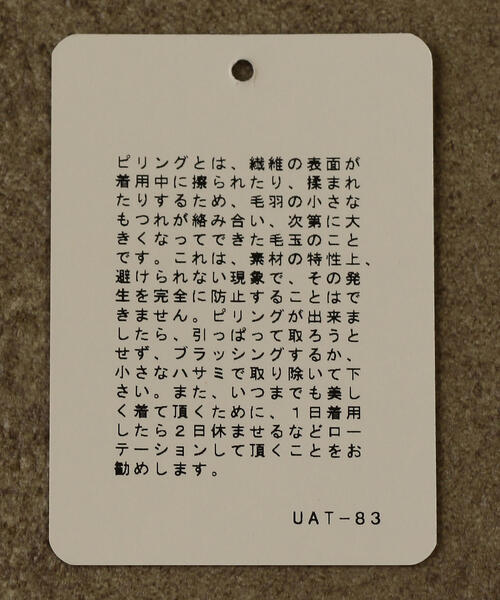 ピリングとは、繊維の表面が
着用中に擦られたり、揉まれ
たりするため、毛羽の小さな
もつれが絡み合い、次第に大
きくなってできた毛玉のこと
です。これは、素材の特性上、
避けられない現象で、その発
生を完全に防止することはで
きません。ピリングが出来ま
したら、引っぱって取ろうと
せず、ブラッシングするか、
小さなハサミで取り除いて下
さい。また、いつまでも美し
く着て頂くために、1日着用
したら2日休ませるなどロー
テーションして頂くことをお
勧めします。
UAT-83